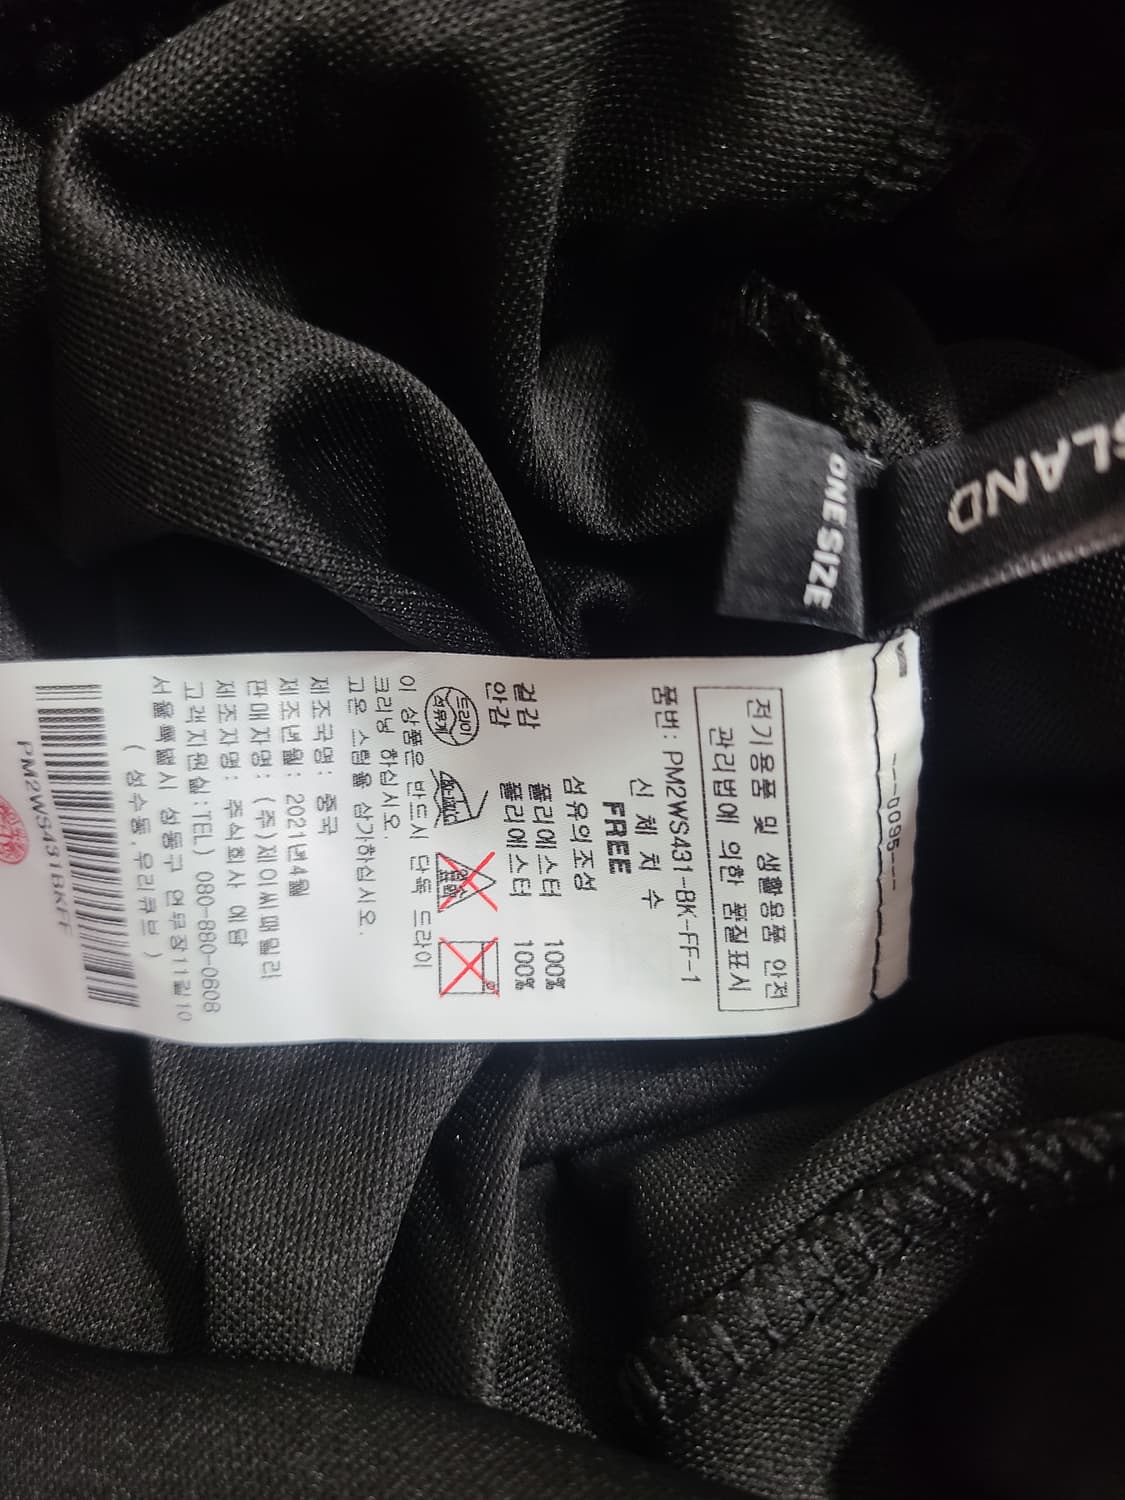 SLAND
ONE SIZE
---0095---
전기용품 및 생활용품 안전
관리법에 의한 품질표시
품번: PM2WS431-BK-FF-1
신 체 치 수
FREE
섬유의조성
겉감 폴리에스터 100%
안감 폴리에스터 100%
드라이
석유계
이 상품은 반드시 단독 드라이
크리닝 하십시오.
고온 스팀을 삼가하십시오.
제조국명: 중국
제조년월: 2021년4월
판매자명: (주)제이씨패밀리
제조자명: 주식회사 예담
고객지원실:TEL) 080-880-0608
서울특별시 성동구 연무장11길10
( 성수동,우리큐브 )
PM2WS431BKFF